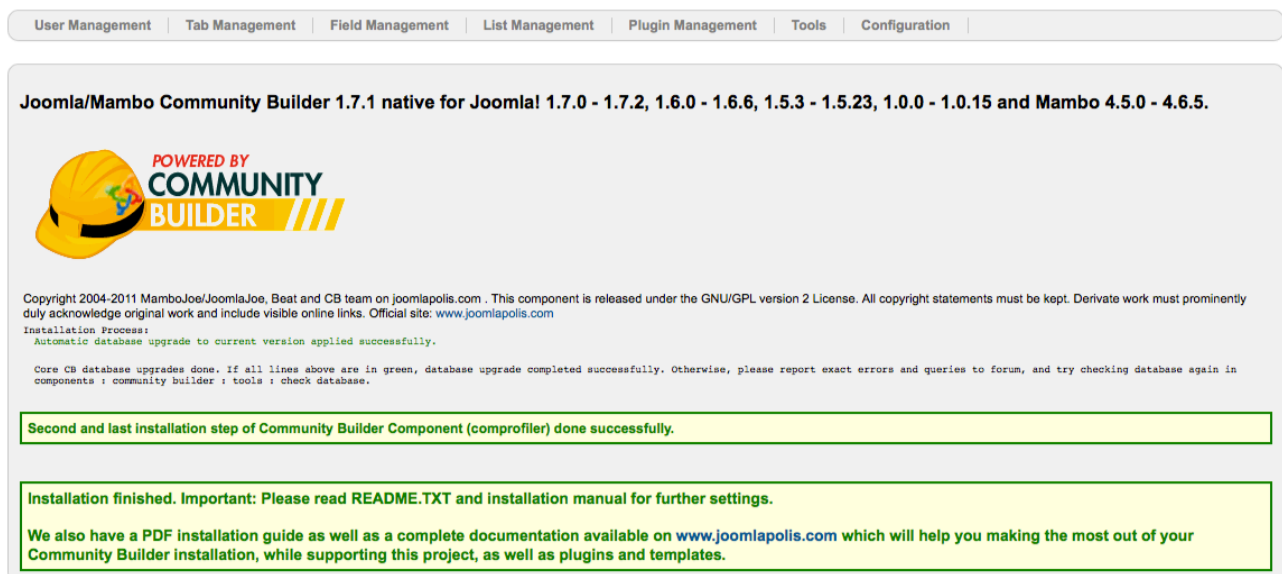 User Management Tab Management Field Management List Management Plugin Management Tools Configuration
Joomla/Mambo Community Builder 1.7.1 native for Joomla! 1.7.0 - 1.7.2, 1.6.0 - 1.6.6, 1.5.3 - 1.5.23, 1.0.0 - 1.0.15 and Mambo 4.5.0 - 4.6.5.
POWERED BY
COMMUNITY
BUILDER
Copyright 2004-2011 MamboJoe/JoomlaJoe, Beat and CB team on joomlapolis.com . This component is released under the GNU/GPL version 2 License. All copyright statements must be kept. Derivate work must prominently
duly acknowledge original work and include visible online links. Official site: www.joomlapolis.com
Installation Process:
Automatic database upgrade to current version applied successfully.
Core CB database upgrades done. If all lines above are in green, database upgrade completed successfully. Otherwise, please report exact errors and queries to forum, and try checking database again in
components : community builder : tools : check database.
Second and last installation step of Community Builder Component (comprofiler) done successfully.
Installation finished. Important: Please read README.TXT and installation manual for further settings.
We also have a PDF installation guide as well as a complete documentation available on www.joomlapolis.com which will help you making the most out of your
Community Builder installation, while supporting this project, as well as plugins and templates.